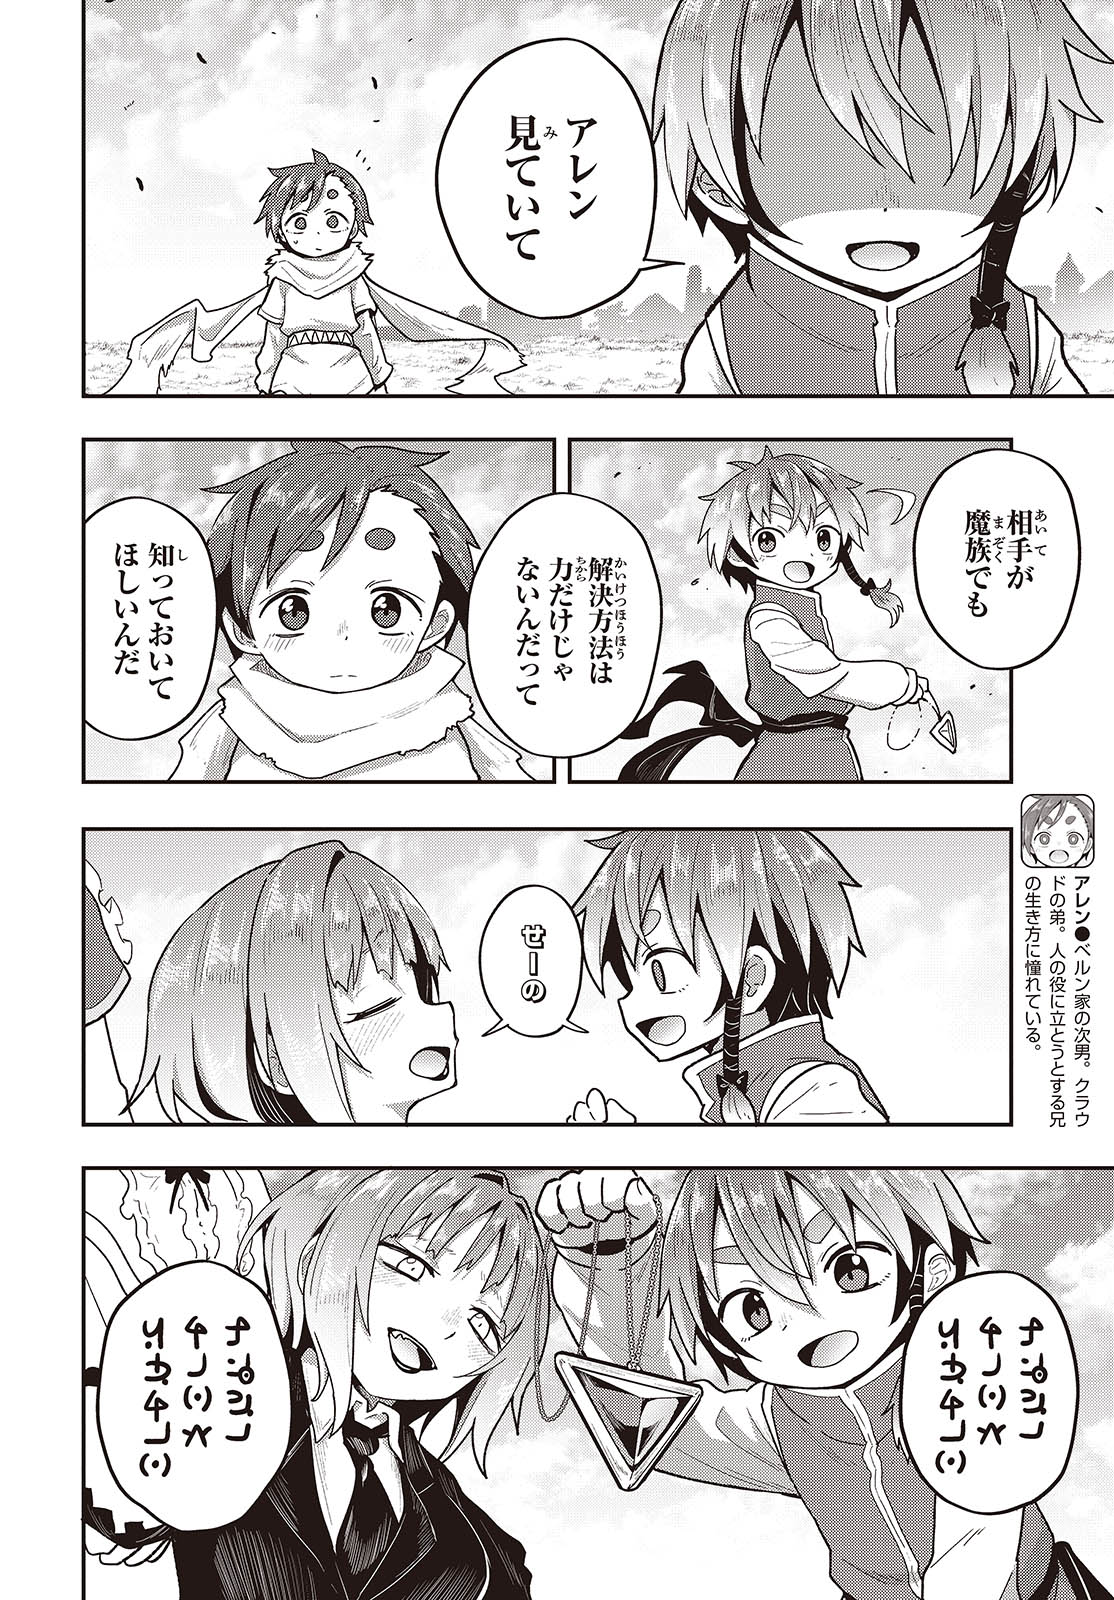 アレン
見ていて
相手が
魔族でも
解決方法は
力だけじゃ
ないんだって
知っておいて
ほしいんだ
アレン●ベルン家の次男。クラウ
ドの弟。人の役に立とうとする兄
の生き方に憧れている。
せーの